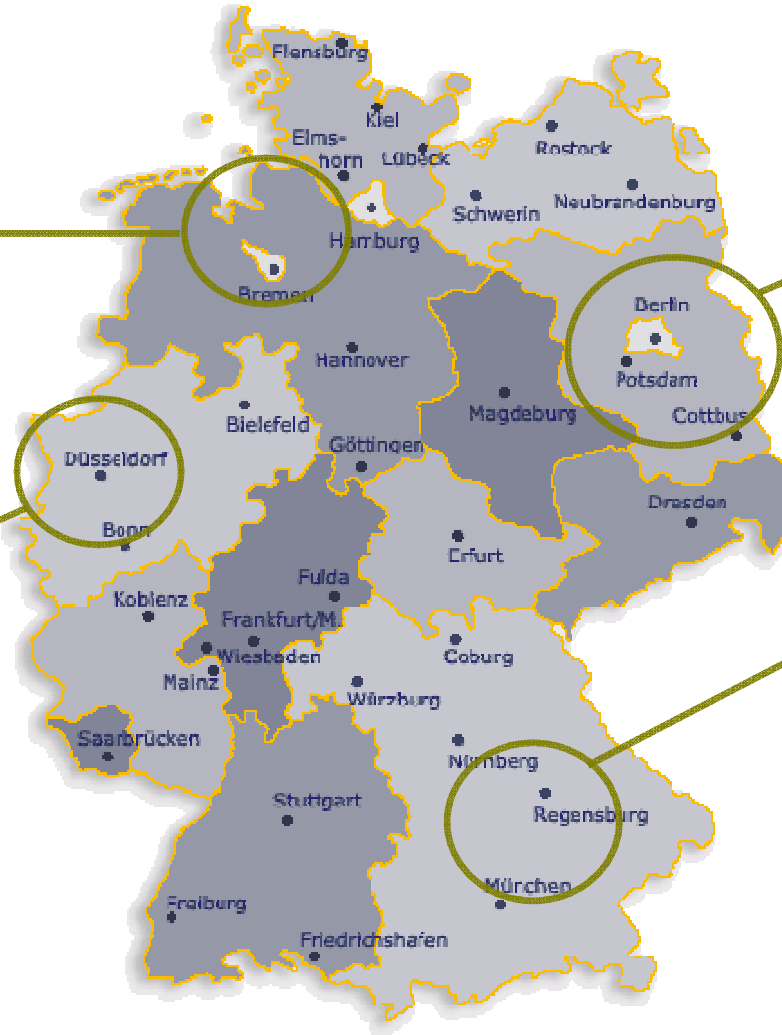 Flensburg
Kiel
Elms-
horn
Lübeck
Rostock
Schwerin
Neubrandenburg
Hamburg
Bremen
Berlin
Hannover
Potsdam
Magdeburg
Cottbus
Bielefeld
Göttingen
Düsseldorf
Dresden
Bonn
Erfurt
Fulda
Koblenz
Frankfurt/M.
Wiesbaden
Coburg
Mainz
Würzburg
Saarbrücken
Nürnberg
Stuttgart
Regensburg
München
Freiburg
Friedrichshafen